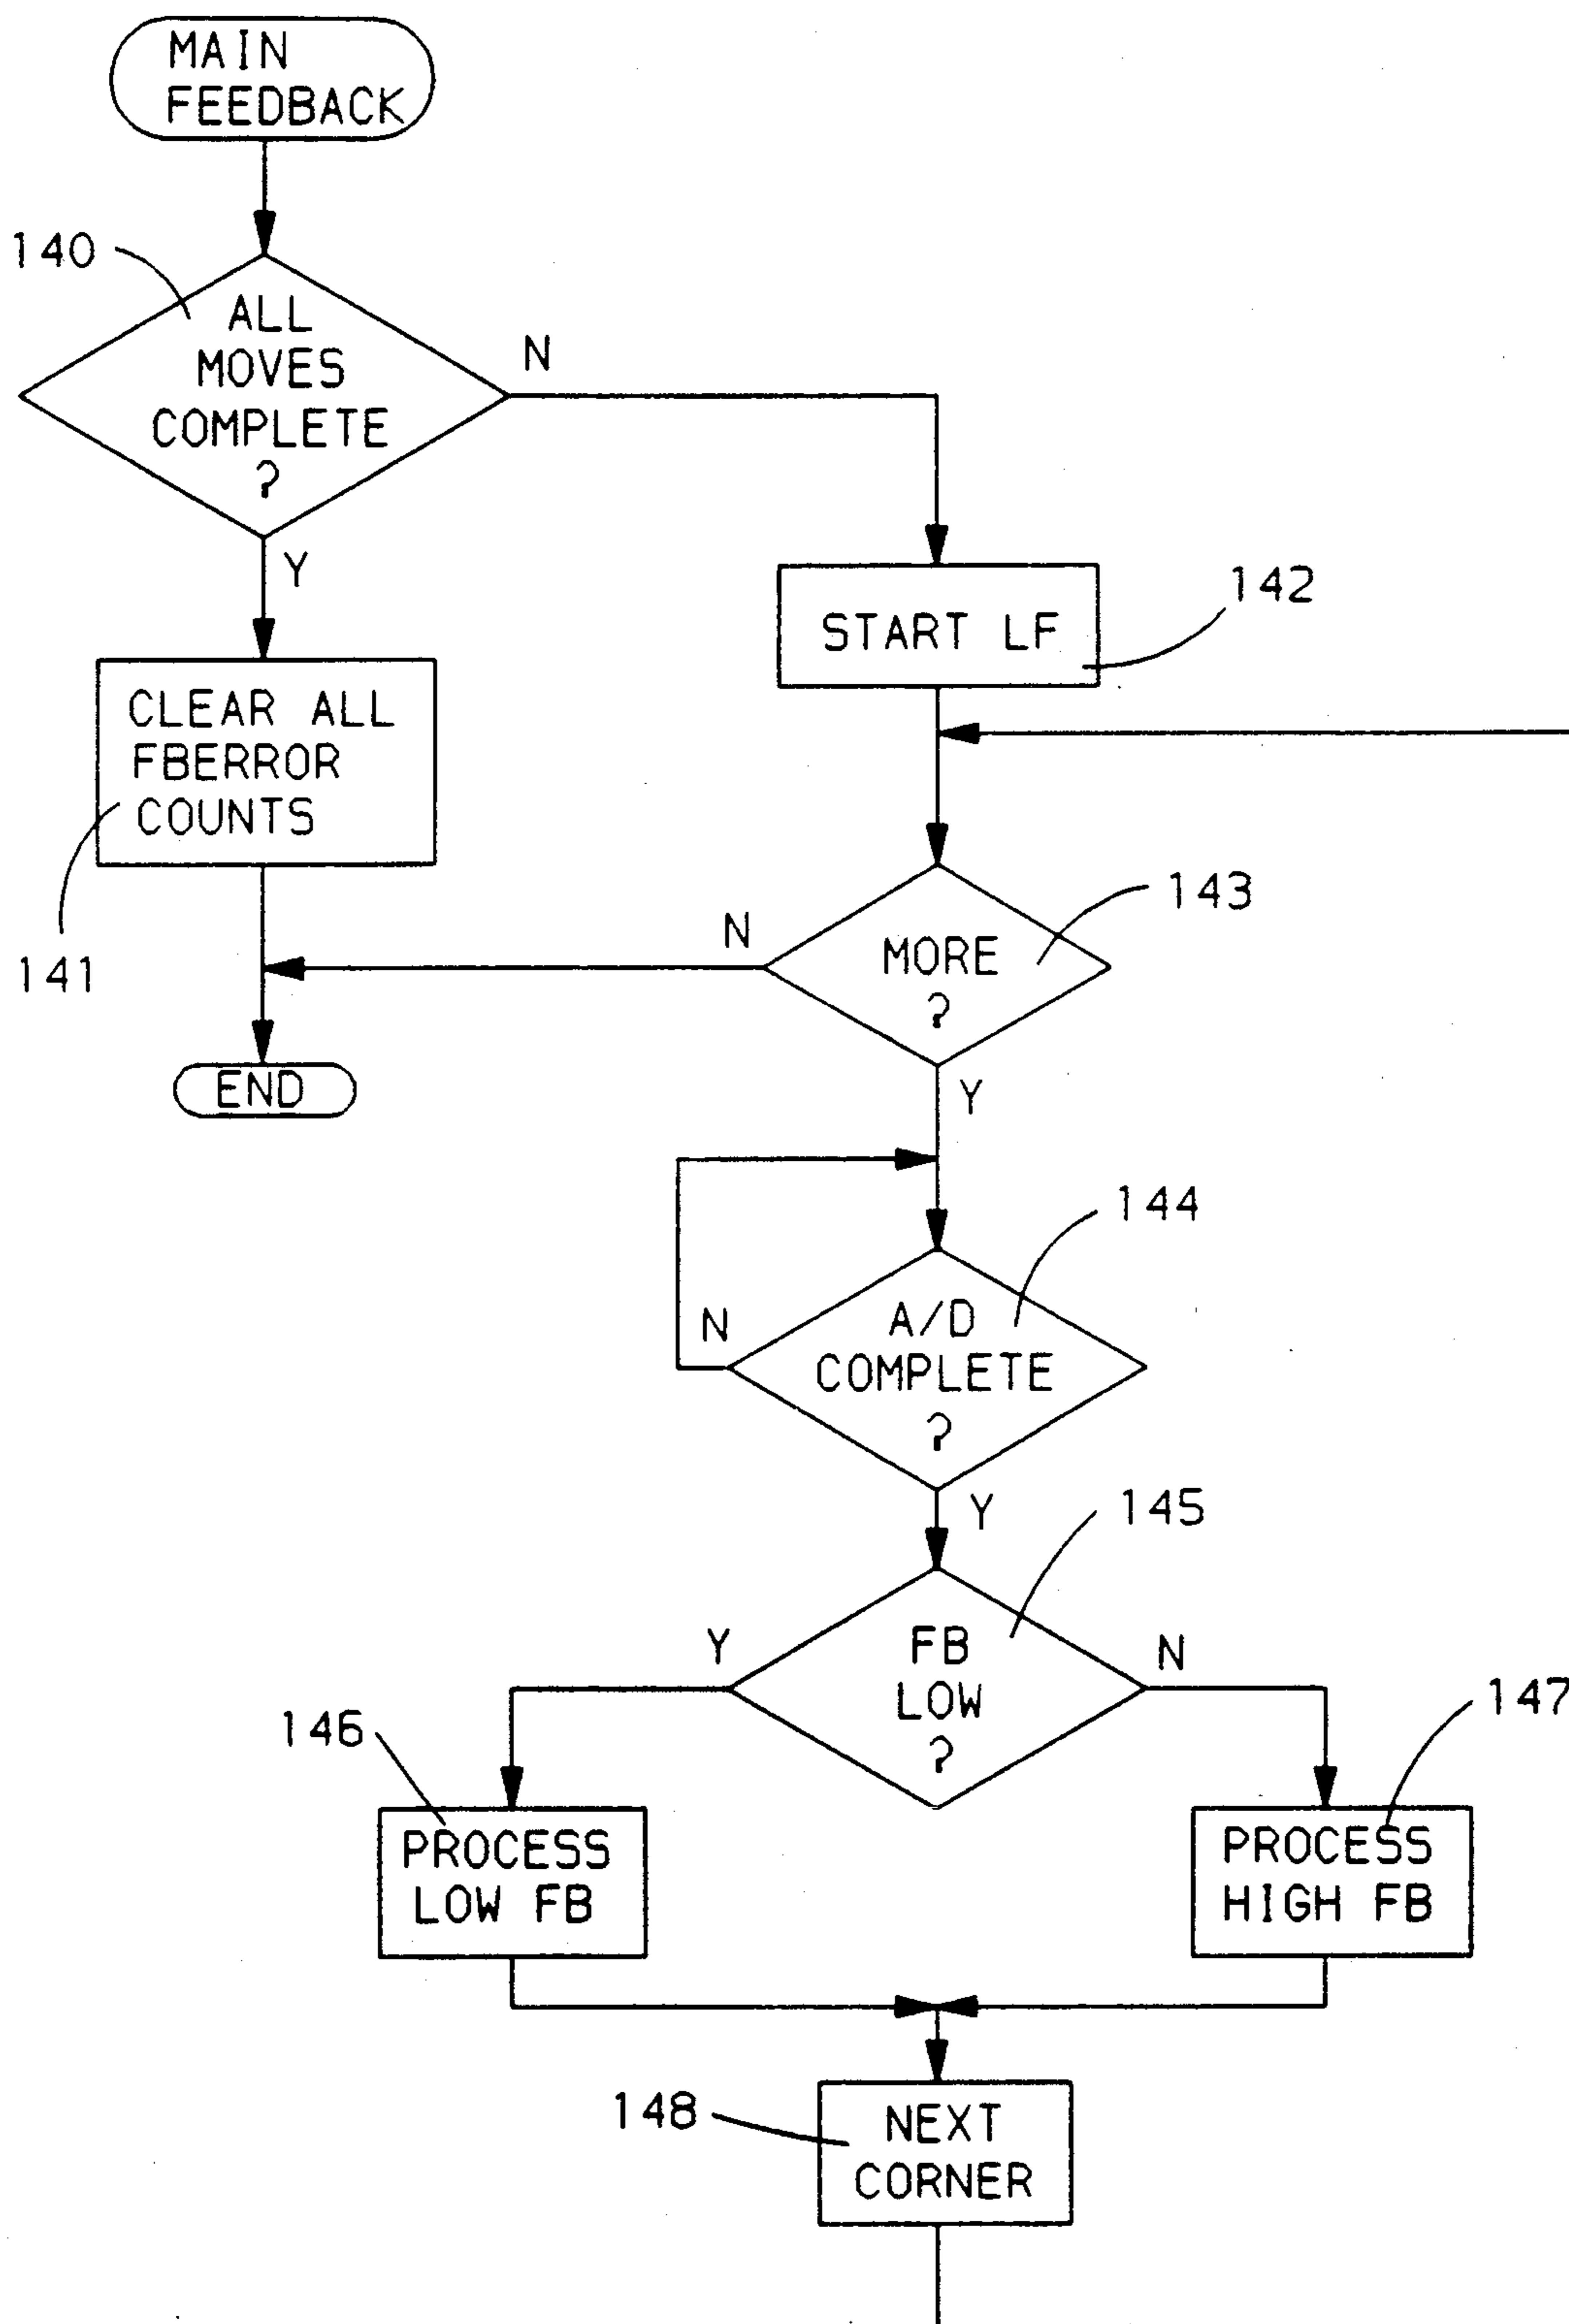 MAIN
FEEDBACK
140
ALL
MOVES
COMPLETE
?
N
Y
START LF
142
CLEAR ALL
FBERROR
COUNTS
141
143
N
MORE
?
END
Y
144
N
A/D
COMPLETE
?
Y
145
Y
FB
LOW
?
N
146
147
PROCESS
LOW FB
PROCESS
HIGH FB
148
NEXT
CORNER